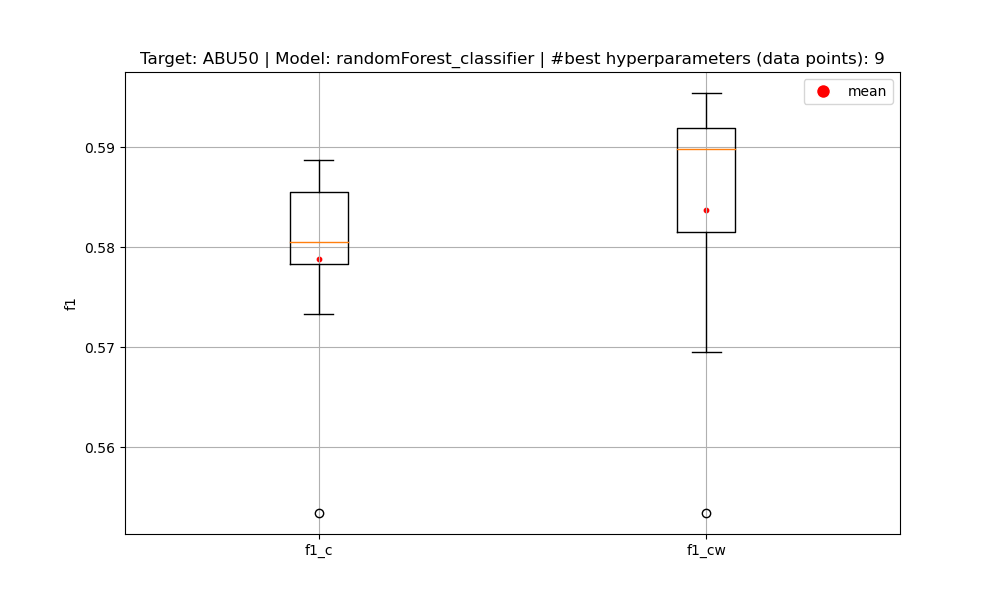 Target: ABU50 | Model: randomForest_classifier | #best hyperparameters (data points): 9
mean
0.59
0.58
0.57
0.56
f1
f1_c
f1_cw